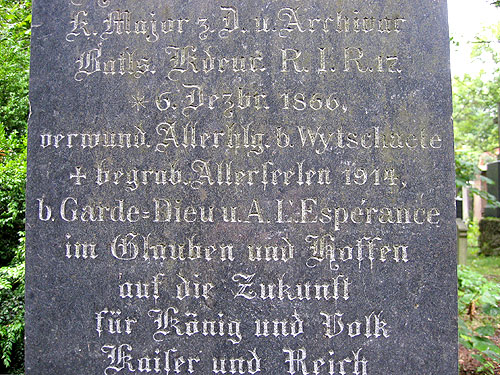 K. Major z. D. u. Archivar
Batls. Kdeur. R. I. R. 17.
* 6. Dezbr. 1866,
verwund. Allerhlg. b. Wytschaete
+ begrab. Allerseelen 1914,
b. Garde=Dieu u. A. L'. Esperance
im Glauben und Hoffen
auf die Zukunft
für König und Volk
Kaiser und Reich